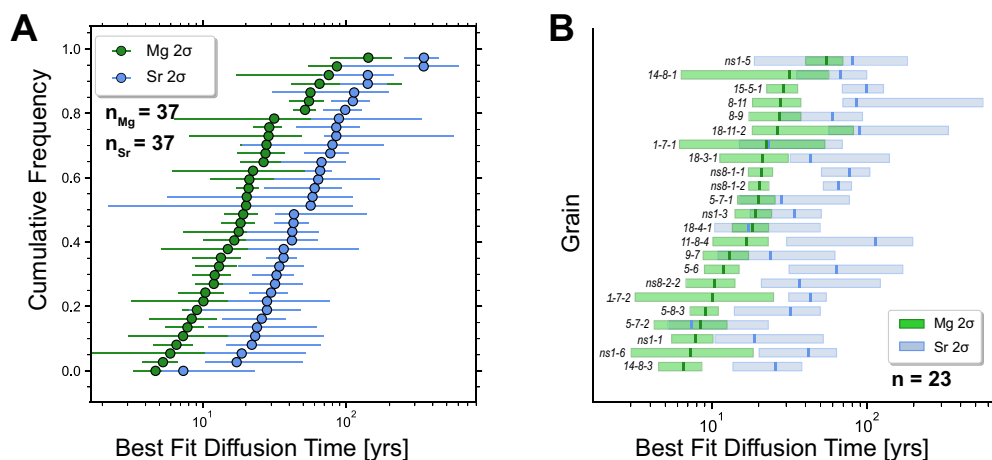 A
Mg 2σ
Sr 2σ
n_Mg = 37
n_Sr = 37
Cumulative Frequency
1.0
0.8
0.6
0.4
0.2
0.0
10^1
10^2
Best Fit Diffusion Time [yrs]
B
Grain
ns1-5
14-8-1
15-5-1
8-11
8-9
18-11-2
1-7-1
18-3-1
ns8-1-1
ns8-1-2
5-7-1
ns1-3
18-4-1
11-8-4
9-7
5-6
ns8-2-2
1-7-2
5-8-3
5-7-2
ns1-1
ns1-6
14-8-3
Mg 2σ
Sr 2σ
n = 23
10^1
10^2
Best Fit Diffusion Time [yrs]